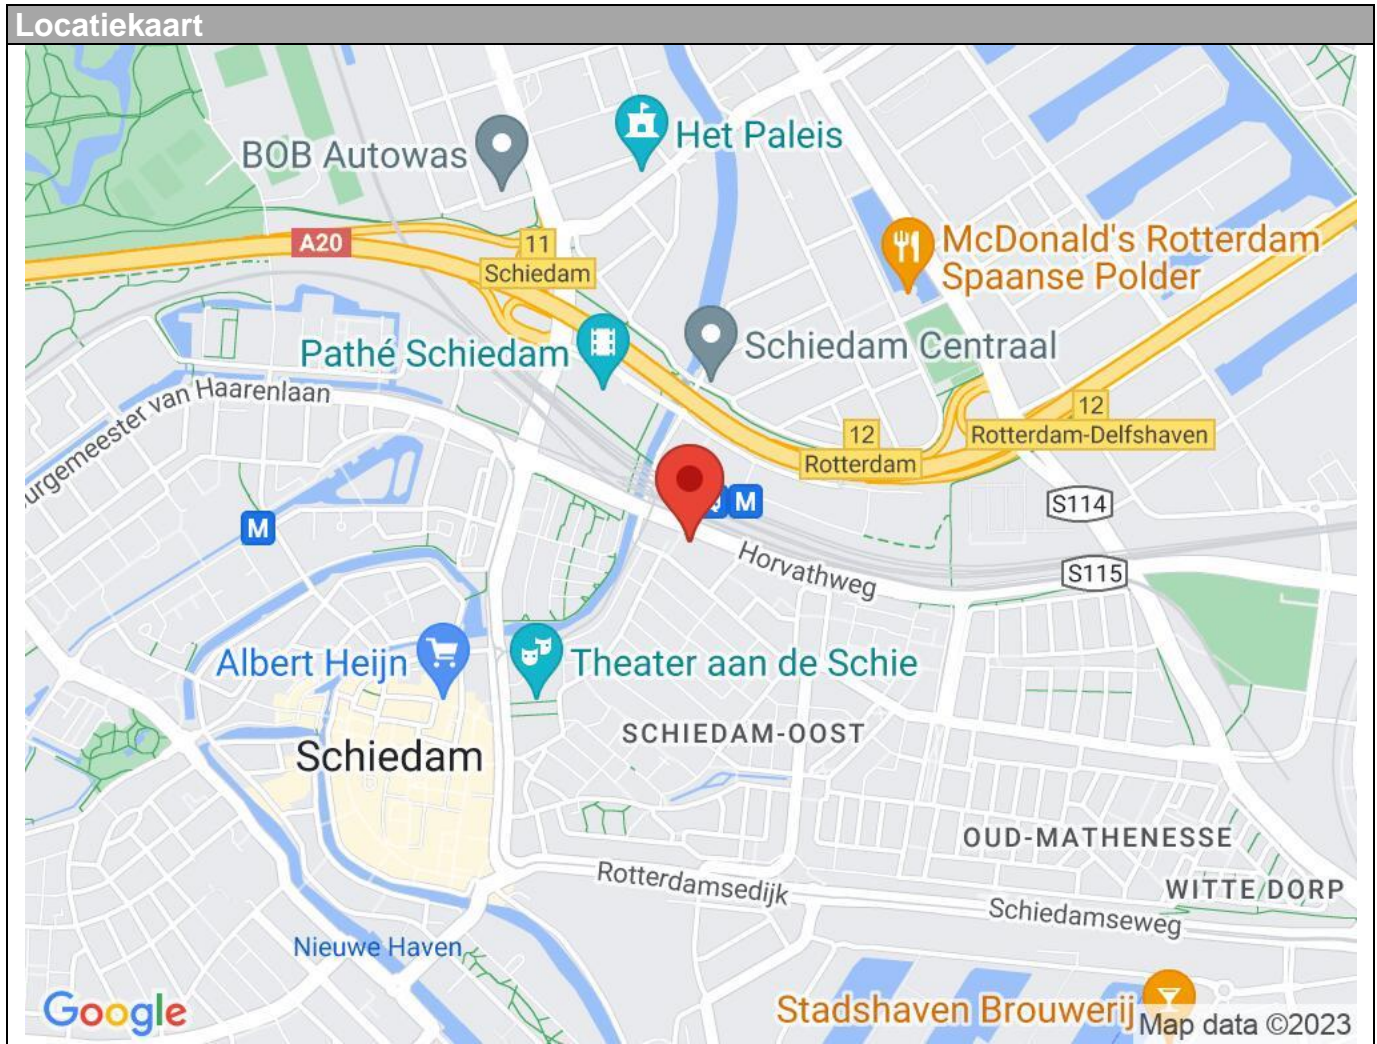 Locatiekaart
BOB Autowas
Het Paleis
A20
11
Schiedam
McDonald's Rotterdam
Spaanse Polder
Pathé Schiedam
Schiedam Centraal
urgemeester van Haarenlaan
12
Rotterdam
12
Rotterdam-Delfshaven
M
M
S114
Horvathweg
S115
Albert Heijn
Theater aan de Schie
SCHIEDAM-OOST
Schiedam
OUD-MATHENESSE
Rotterdamsedijk
WITTE DORP
Schiedamseweg
Nieuwe Haven
Google
Stadshaven Brouwerij
Map data ©2023